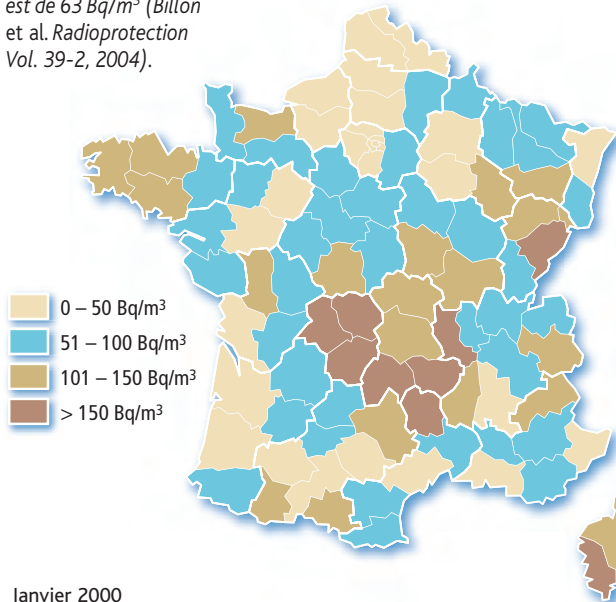 est de 63 Bq/m³ (Billon
et al. Radioprotection
Vol. 39-2, 2004).
0 – 50 Bq/m³
51 – 100 Bq/m³
101 – 150 Bq/m³
> 150 Bq/m³
Janvier 2000